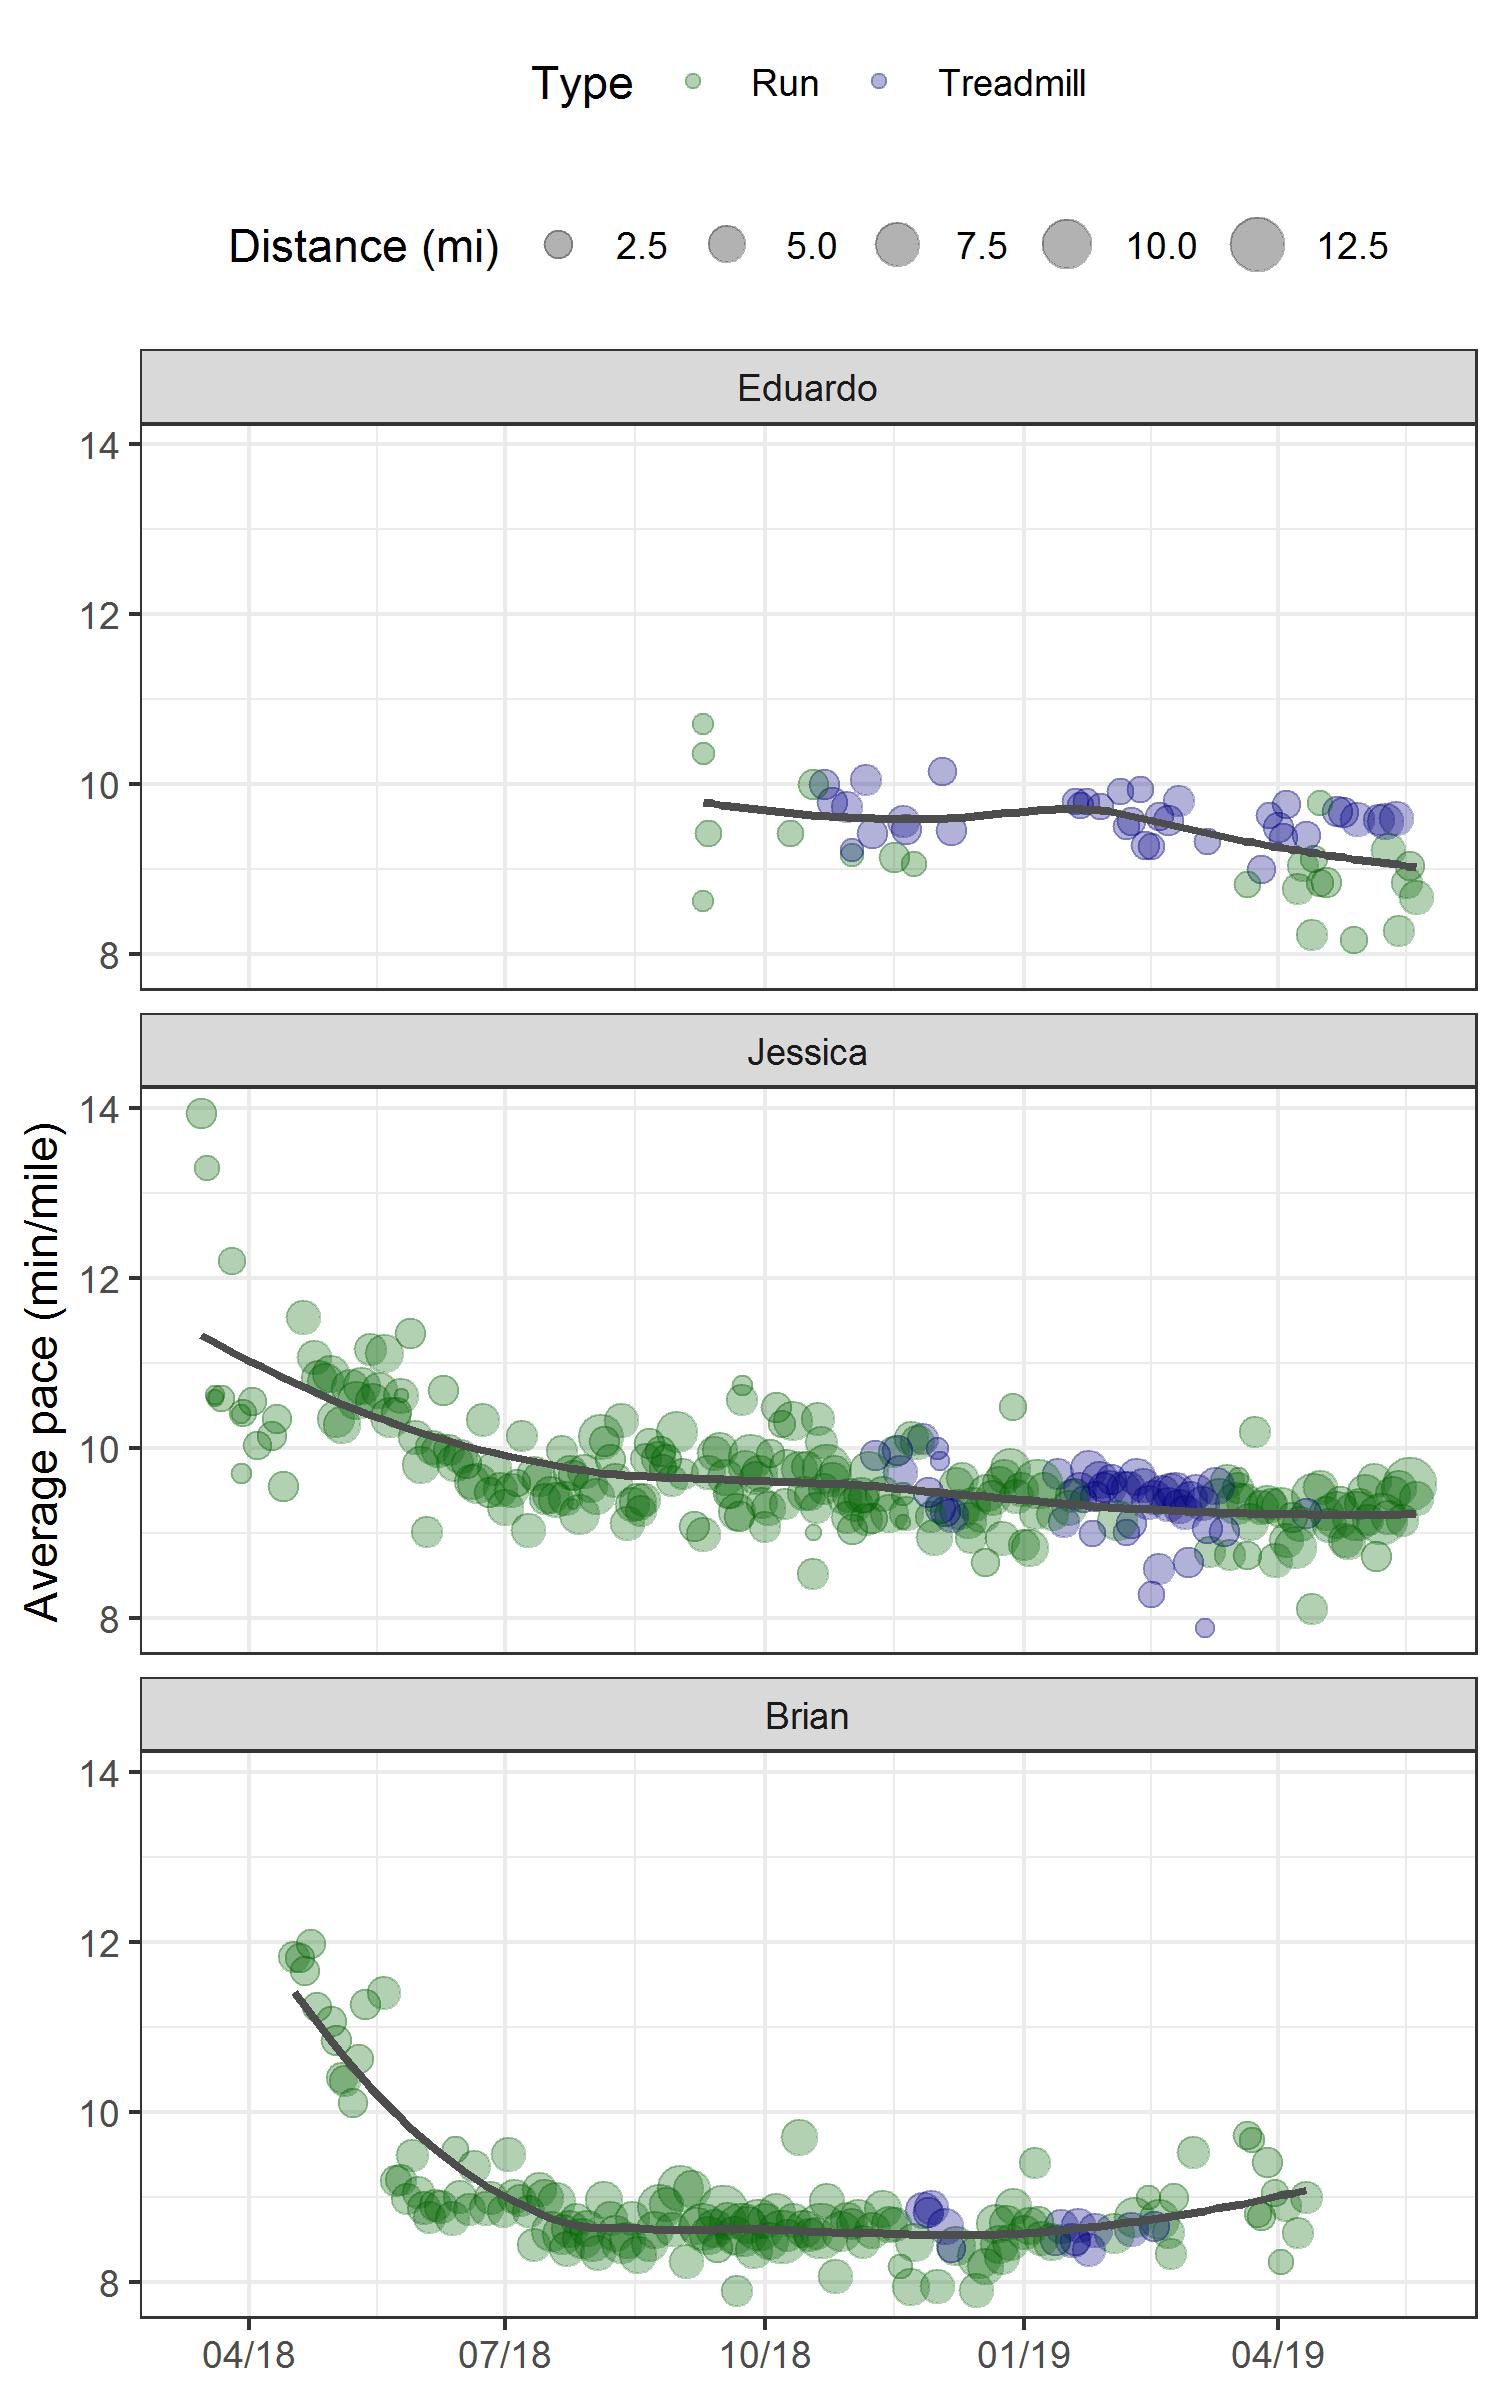 Type Run Treadmill
Distance (mi) 2.5 5.0 7.5 10.0 12.5
Eduardo
14
12
10
8
Jessica
14
12
10
8
Average pace (min/mile)
Brian
14
12
10
8
04/18 07/18 10/18 01/19 04/19